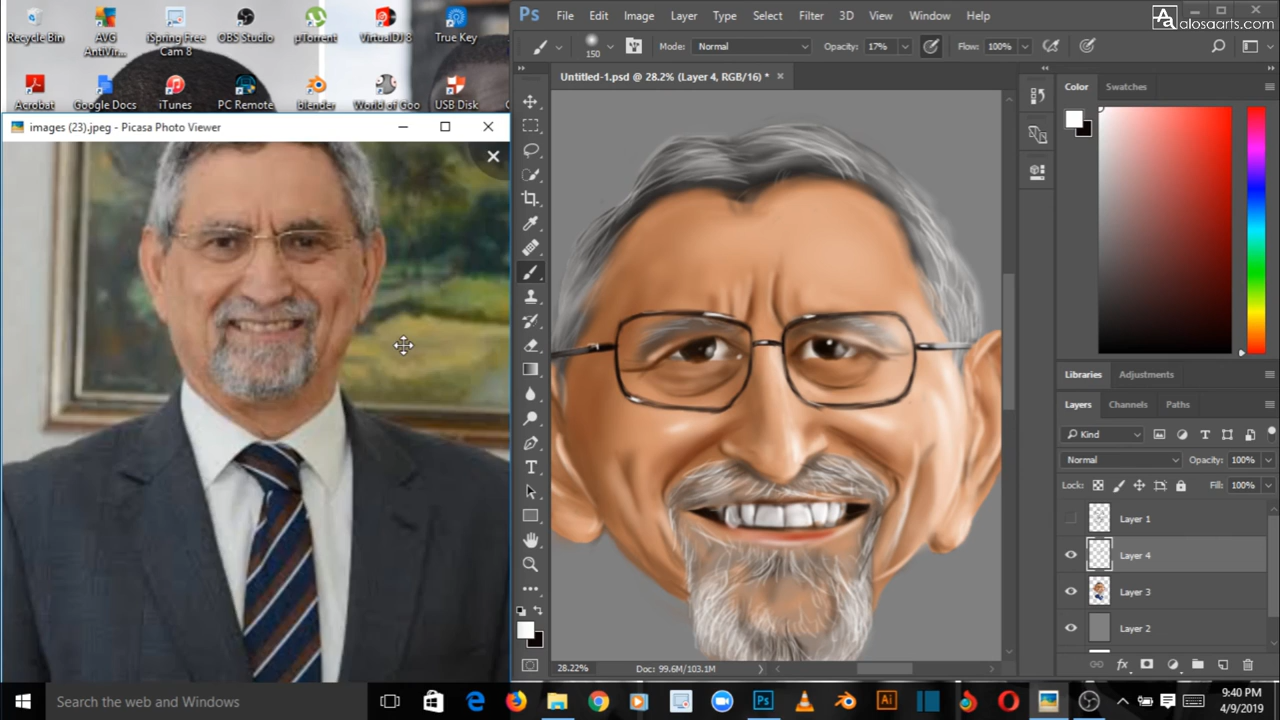 Recycle Bin
AVG AntiVir...
iSpring Free Cam 8
OBS Studio
µTorrent
VirtualDJ 8
True Key
Acrobat
Google Docs
iTunes
PC Remote
Blender
World of Goo
USB Disk
images (23).jpeg - Picasa Photo Viewer
Ps
File
Edit
Image
Layer
Type
Select
Filter
3D
View
Window
Help
alosaarts.com
150
Mode:
Normal
Opacity:
17%
Flow:
100%
Untitled-1.psd @ 28.2% (Layer 4, RGB/16) *
Color
Swatches
Libraries
Adjustments
Layers
Channels
Paths
Kind
Normal
Opacity:
100%
Lock:
Fill:
100%
Layer 1
Layer 4
Layer 3
Layer 2
28.22%
Doc: 99.6M/103.1M
Search the web and Windows
Ps
Ai
9:40 PM
4/9/2019